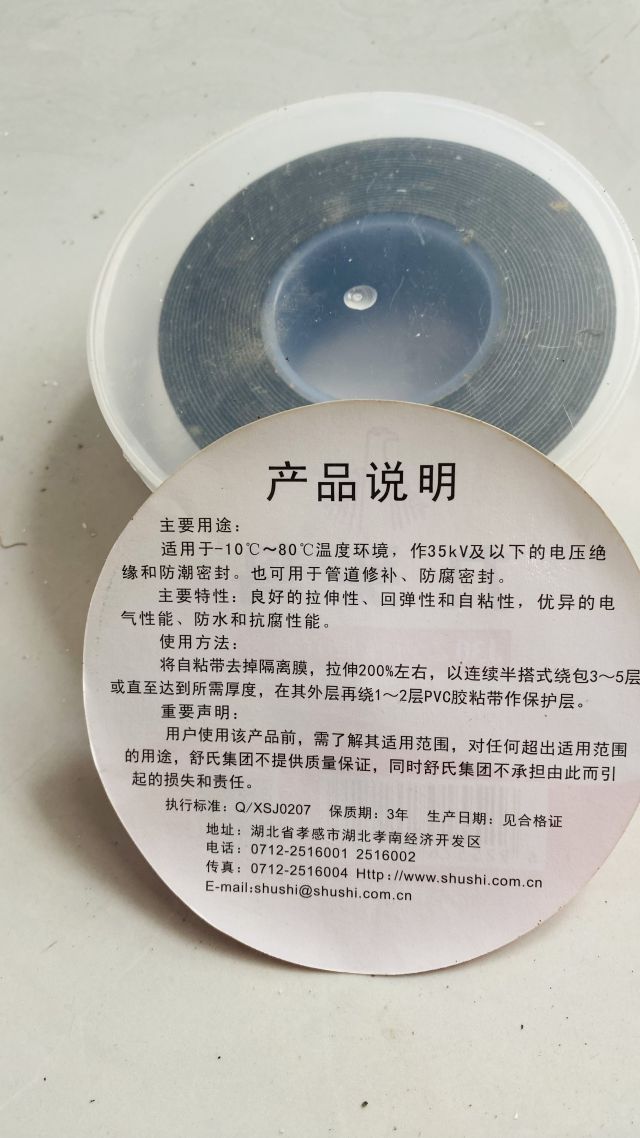 产品说明
主要用途：
适用于-10℃～80℃温度环境，作35kV及以下的电压绝
缘和防潮密封。也可用于管道修补、防腐密封。
主要特性：良好的拉伸性、回弹性和自粘性，优异的电
气性能、防水和抗腐性能。
使用方法：
将自粘带去掉隔离膜，拉伸200%左右，以连续半搭式绕包3～5层
或直至达到所需厚度，在其外层再绕1～2层PVC胶粘带作保护层。
重要声明：
用户使用该产品前，需了解其适用范围，对任何超出适用范围
的用途，舒氏集团不提供质量保证，同时舒氏集团不承担由此而引
起的损失和责任。
执行标准：Q/XSJ0207 保质期：3年 生产日期：见合格证
地址：湖北省孝感市湖北孝南经济开发区
电话：0712-2516001 2516002
传真：0712-2516004 Http://www.shushi.com.cn
E-mail:shushi@shushi.com.cn